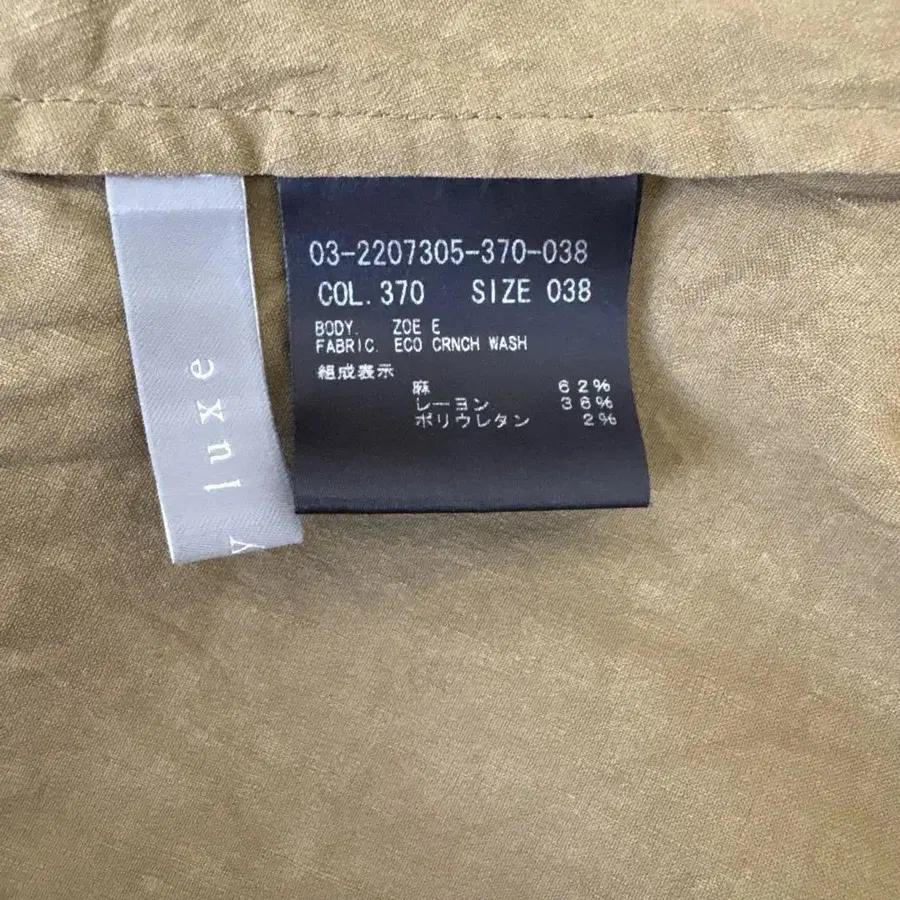 03-2207305-370-038
COL. 370 SIZE 038
BODY. ZOE E
FABRIC. ECO CRNCH WASH
組成表示
麻 62%
レーヨン 36%
ポリウレタン 2%
y luxe